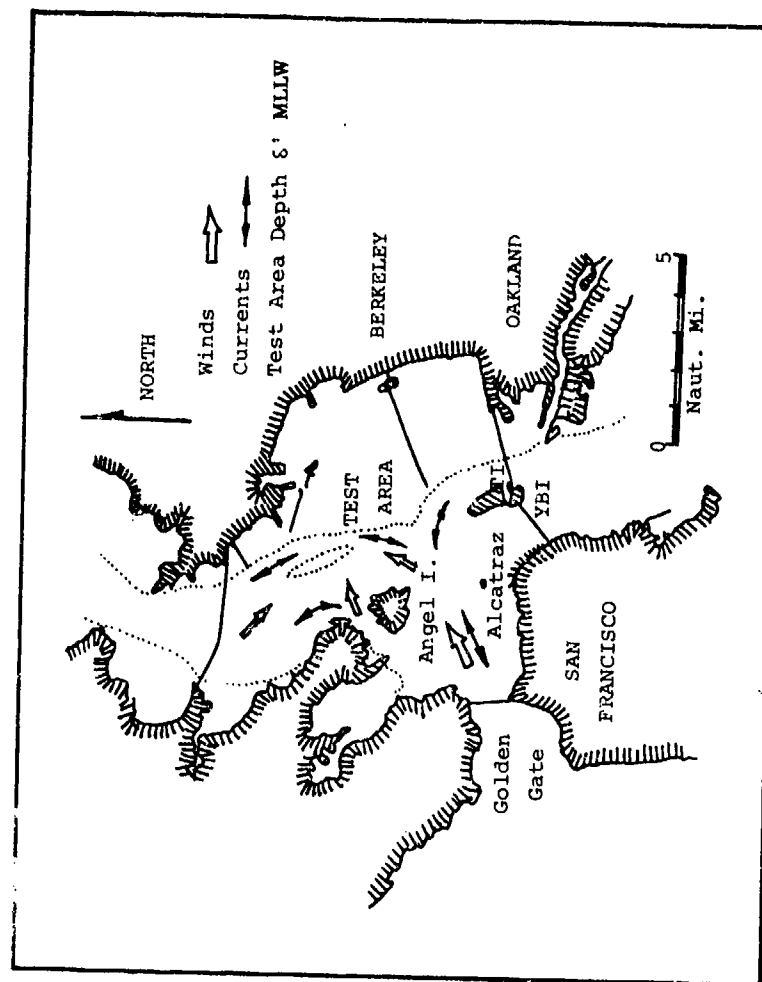 NORTH
Winds
Currents
Test Area Depth 8' MLLW
TEST
AREA
BERKELEY
OAKLAND
Angel I.
TI
YBI
Alcatraz
Golden
Gate
SAN
FRANCISCO
0 5
Naut. Mi.